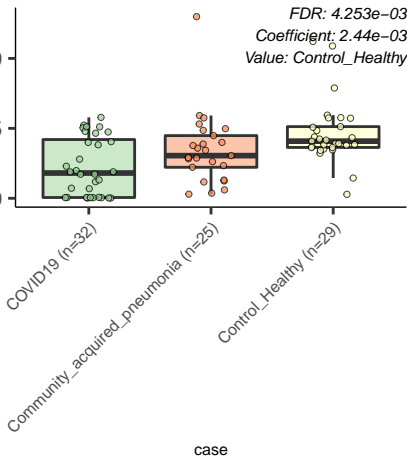 FDR: 4.253e−03
Coefficient: 2.44e−03
Value: Control_Healthy
COVID19 (n=32)
Community_acquired_pneumonia (n=25)
Control_Healthy (n=29)
case